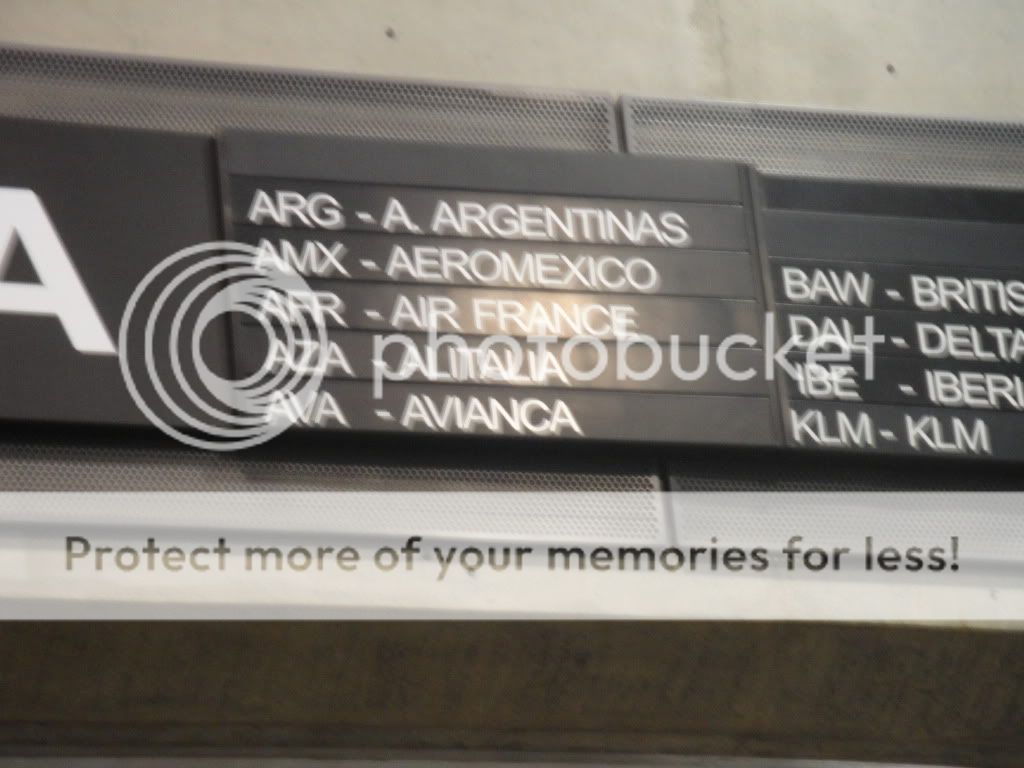 A
ARG - A. ARGENTINAS
AMX - AEROMEXICO
AFR - AIR FRANCE
AZA - ALITALIA
AVA - AVIANCA
BAW - BRITIS
DAL - DELTA
IBE - IBERI
KLM - KLM
photobucket
Protect more of your memories for less!